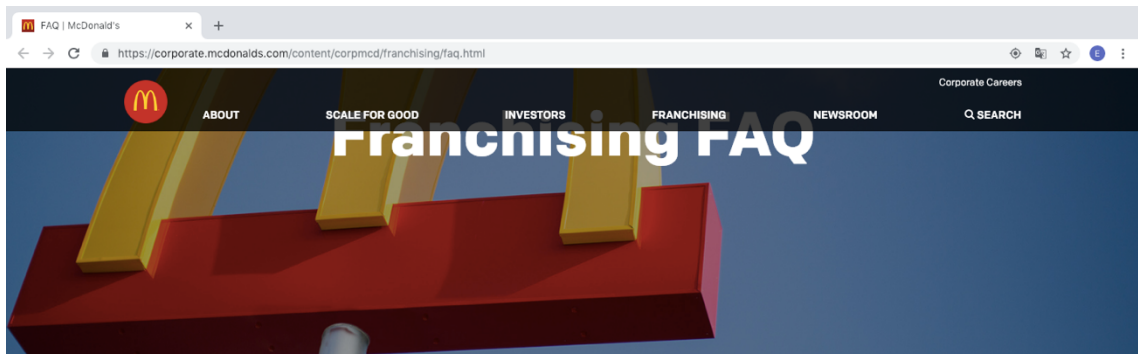 FAQ | McDonald's
https://corporate.mcdonalds.com/content/corpmcd/franchising/faq.html
E
Corporate Careers
ABOUT SCALE FOR GOOD INVESTORS FRANCHISING NEWSROOM SEARCH
Franchising FAQ